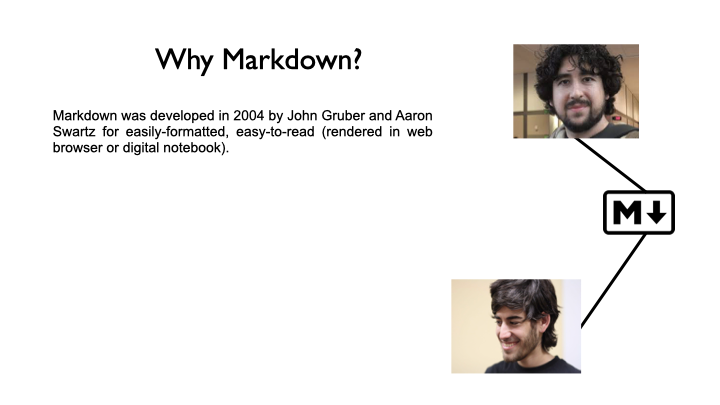 Why Markdown?
Markdown was developed in 2004 by John Gruber and Aaron
Swartz for easily-formatted, easy-to-read (rendered in web
browser or digital notebook).
M